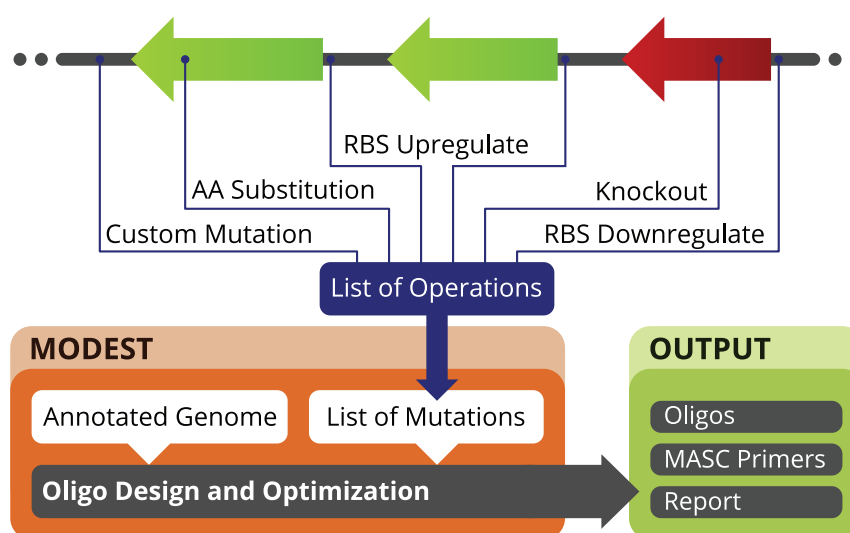 RBS Upregulate
AA Substitution
Knockout
Custom Mutation
RBS Downregulate
List of Operations
MODEST
Annotated Genome
List of Mutations
Oligo Design and Optimization
OUTPUT
Oligos
MASC Primers
Report